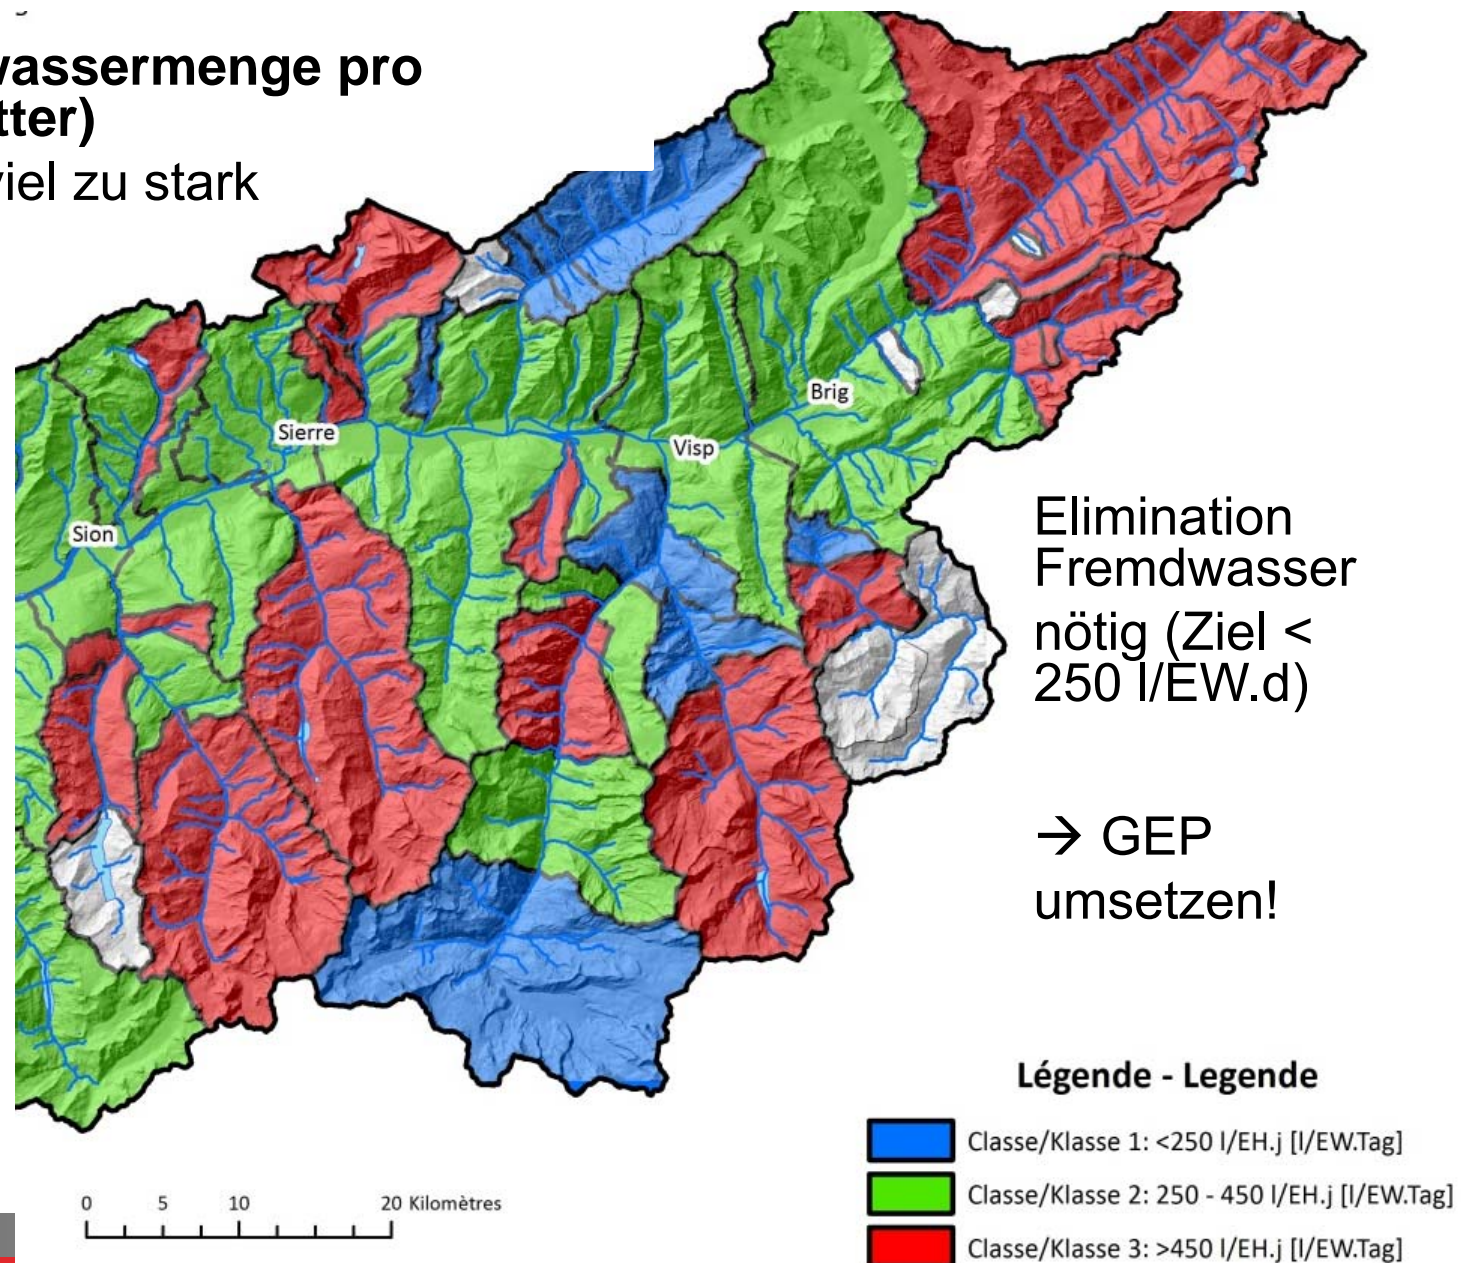 wassermenge pro
tter)
viel zu stark
Brig
Sierre
Visp
Sion
Elimination
Fremdwasser
nötig (Ziel <
250 l/EW.d)
→ GEP
umsetzen!
Légende - Legende
Classe/Klasse 1: <250 l/EH.j [l/EW.Tag]
Classe/Klasse 2: 250 - 450 l/EH.j [l/EW.Tag]
Classe/Klasse 3: >450 l/EH.j [l/EW.Tag]
0 5 10 20 Kilomètres